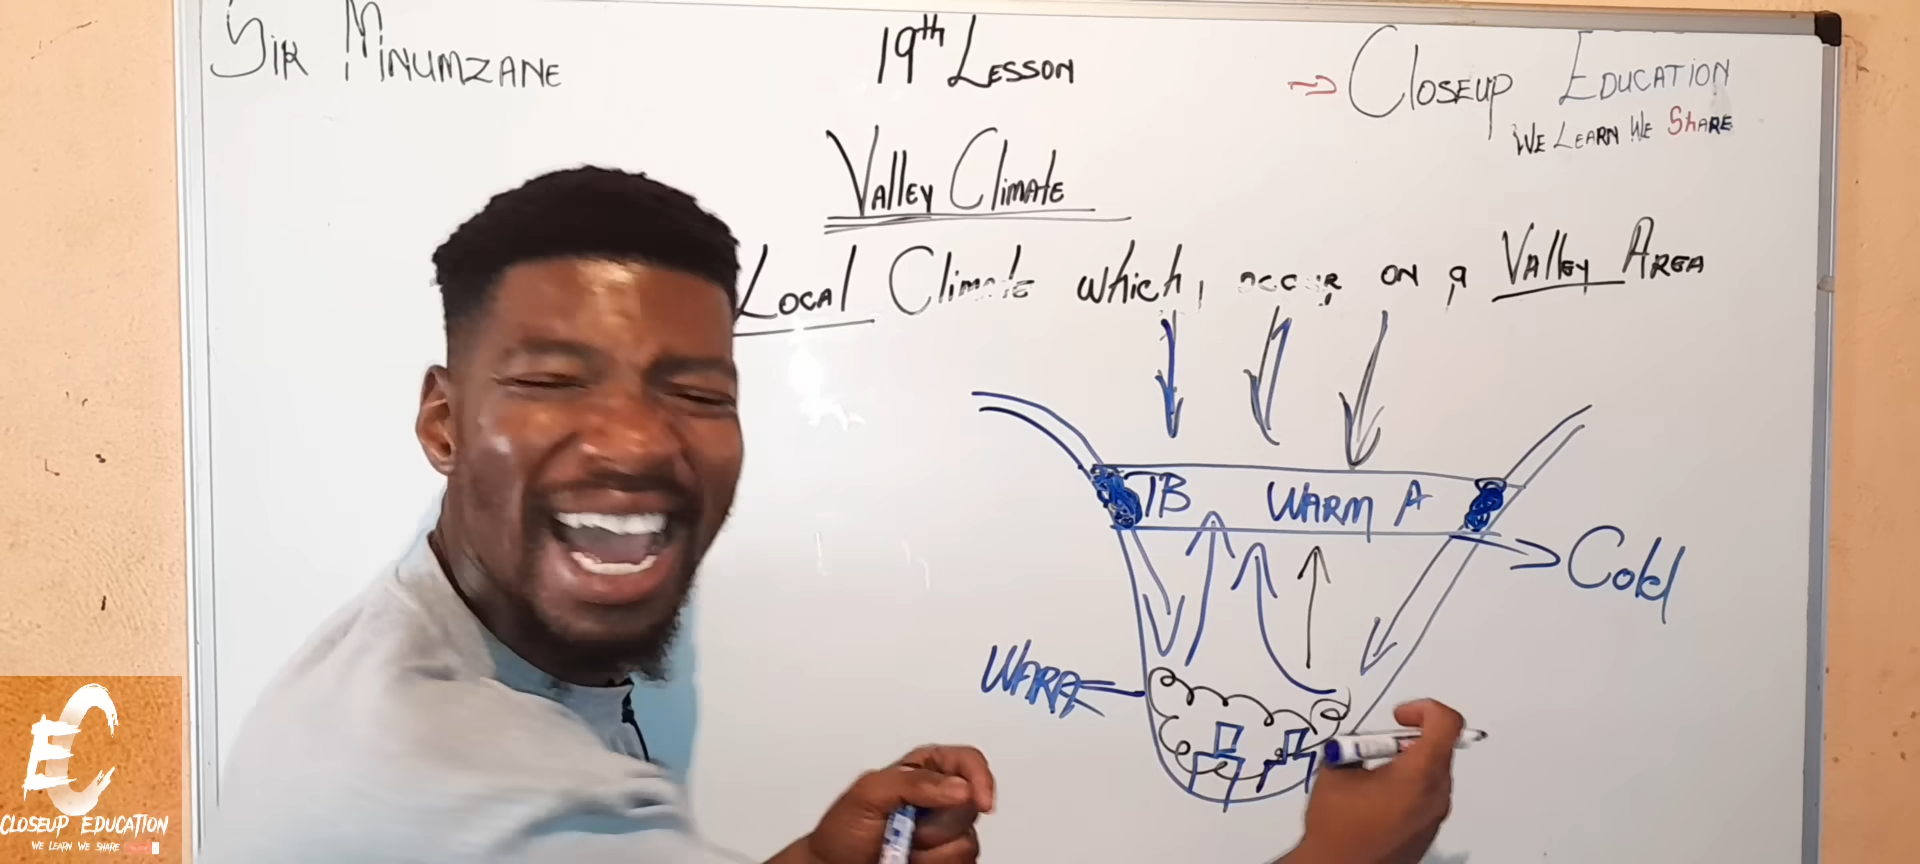 Sir Minumzane
19th Lesson
Closeup Education
We Learn We Share
Valley Climate
Local Climate which, occur on a Valley Area
TB
Warm A
Cold
CLOSEUP EDUCATION
WE LEARN WE SHARE